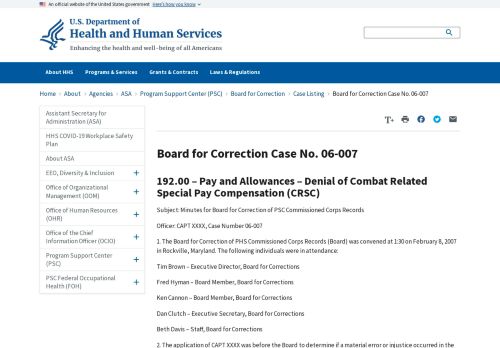 An official website of the United States government Here's how you know
U.S. Department of
Health and Human Services
Enhancing the health and well-being of all Americans
About HHS Programs & Services Grants & Contracts Laws & Regulations
Home › About › Agencies › ASA › Program Support Center (PSC) › Board for Correction › Case Listing › Board for Correction Case No. 06-007
Assistant Secretary for
Administration (ASA)
HHS COVID-19 Workplace Safety
Plan
About ASA
EEO, Diversity & Inclusion +
Office of Organizational
Management (OOM) +
Office of Human Resources
(OHR) +
Office of the Chief
Information Officer (OCIO) +
Program Support Center
(PSC) +
PSC Federal Occupational
Health (FOH) +
T+
Board for Correction Case No. 06-007
192.00 – Pay and Allowances – Denial of Combat Related
Special Pay Compensation (CRSC)
Subject: Minutes for Board for Correction of PSC Commissioned Corps Records
Officer: CAPT XXXX, Case Number 06-007
1. The Board for Correction of PHS Commissioned Corps Records (Board) was convened at 1:30 on February 8, 2007
in Rockville, Maryland. The following individuals were in attendance:
Tim Brown – Executive Director, Board for Corrections
Fred Hyman – Board Member, Board for Corrections
Ken Cannon – Board Member, Board for Corrections
Dan Clutch – Executive Secretary, Board for Corrections
Beth Davis – Staff, Board for Corrections
2. The application of CAPT XXXX was before the Board to determine if a material error or injustice occurred in the